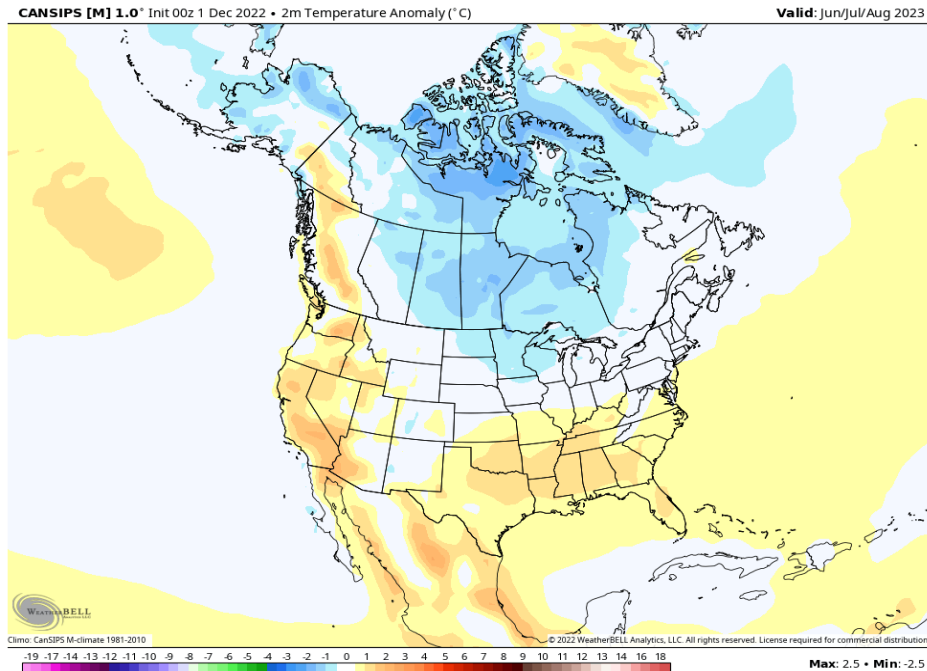 CANSIPS [M] 1.0° Init 00z 1 Dec 2022 • 2m Temperature Anomaly (°C)
Valid: Jun/Jul/Aug 2023
WEATHERBELL
Climo: CanSIPS M-climate 1981-2010
© 2022 WeatherBELL Analytics, LLC. All rights reserved. License required for commercial distribution
-19 -17 -14 -13 -12 -11 -10 -9 -8 -7 -6 -5 -4 -3 -2 -1 0 1 2 3 4 5 6 7 8 9 10 11 12 13 14 16 18
Max: 2.5 • Min: -2.5